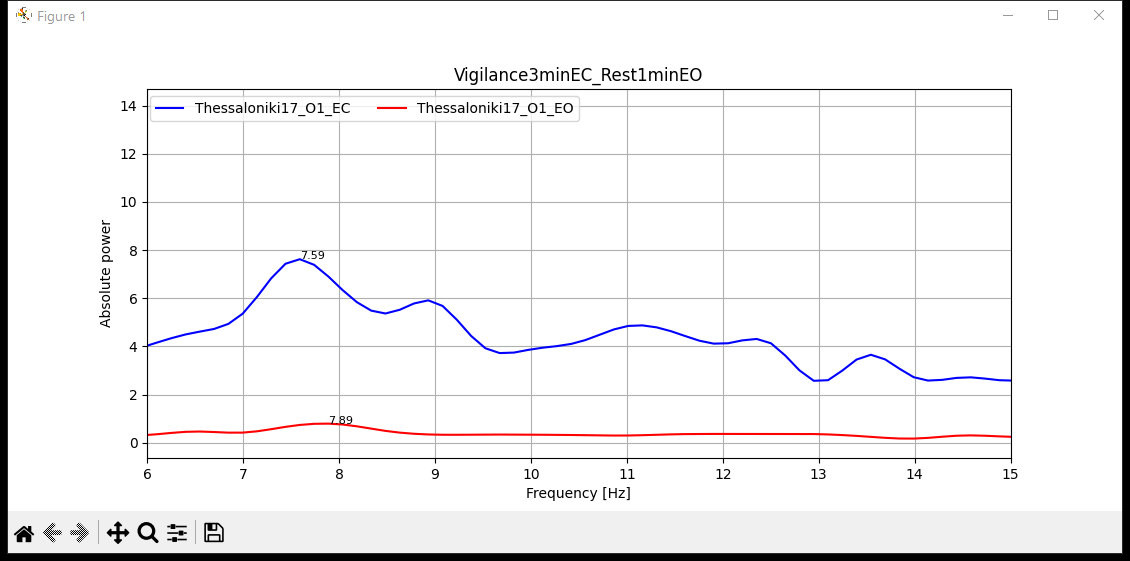 Figure 1
Vigilance3minEC_Rest1minEO
Thessaloniki17_O1_EC Thessaloniki17_O1_EO
14
12
10
8
6
4
2
0
Absolute power
7.59
7.89
6 7 8 9 10 11 12 13 14 15
Frequency [Hz]